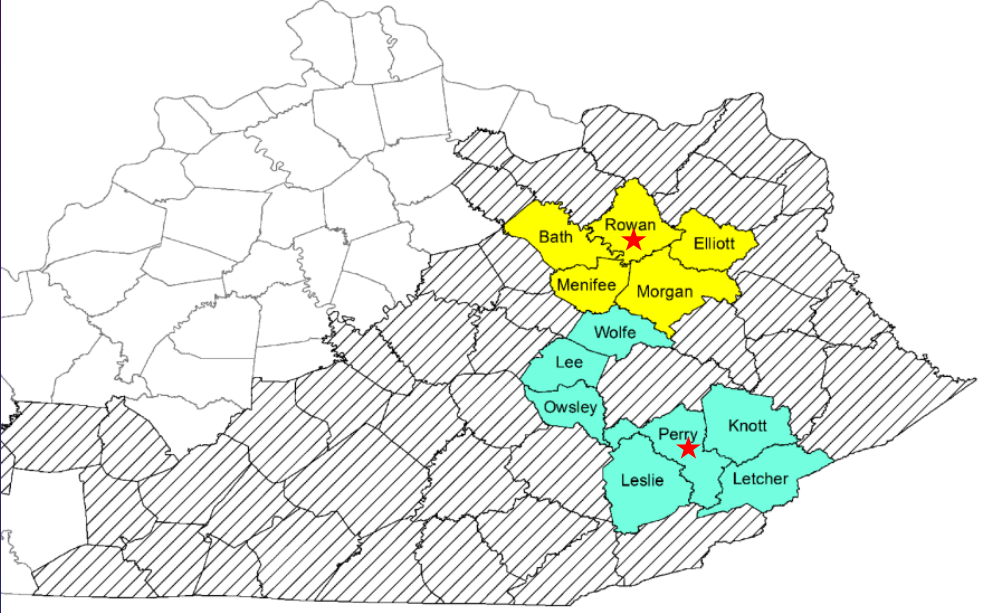 Rowan
Bath
Elliott
Menifee
Morgan
Wolfe
Lee
Owsley
Perry
Knott
Leslie
Letcher